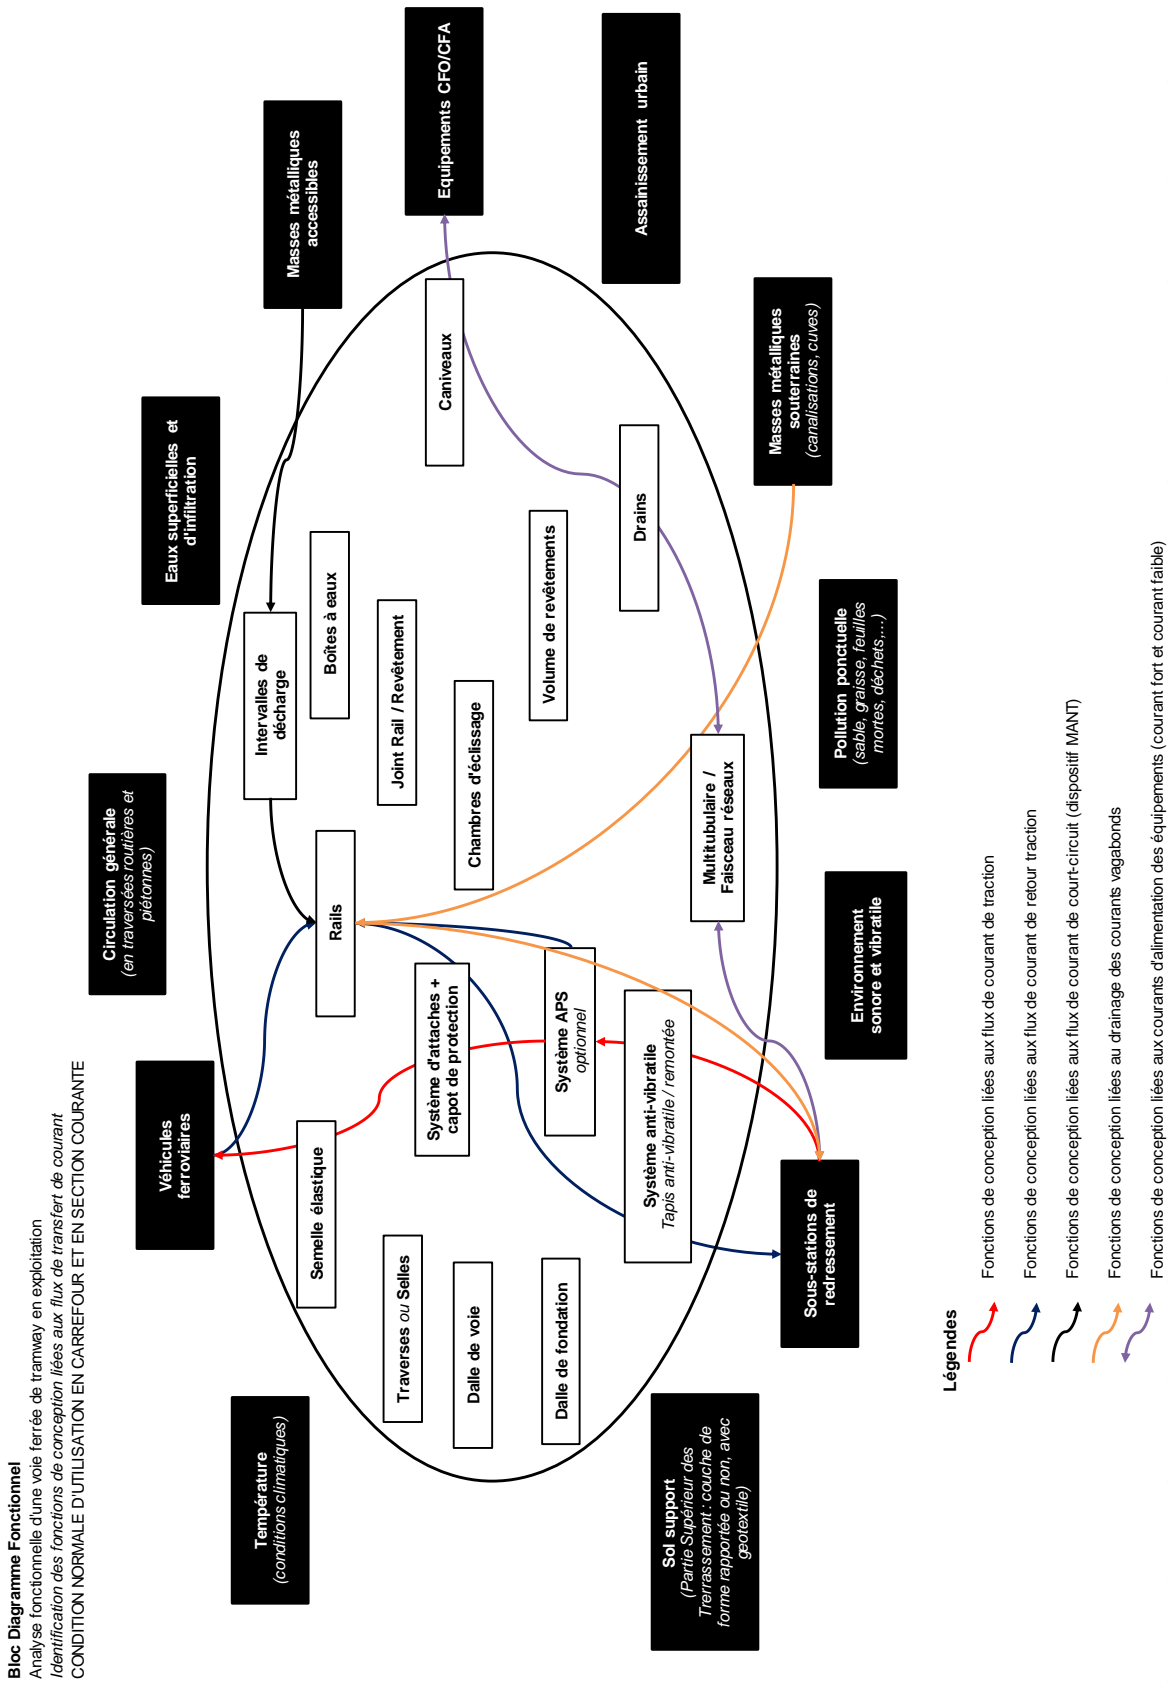 Bloc Diagramme Fonctionnel
Analyse fonctionnelle d'une voie ferrée de tramway en exploitation
Identification des fonctions de conception liées aux flux de transfert de courant
CONDITION NORMALE D'UTILISATION EN CARREFOUR ET EN SECTION COURANTE
Température
(conditions climatiques)
Véhicules
ferroviaires
Circulation générale
(en traversées routières et
piétonnes)
Eaux superficielles et
d'infiltration
Masses métalliques
accessibles
Equipements CFO/CFA
Assainissement urbain
Intervalles de
décharge
Boîtes à eaux
Rails
Joint Rail / Revêtement
Caniveaux
Semelle élastique
Système d'attaches +
capot de protection
Chambres d'éclissage
Traverses ou Selles
Volume de revêtements
Dalle de voie
Système APS
optionnel
Drains
Dalle de fondation
Système anti-vibratile
Tapis anti-vibratile / remontée
Multitubulaire /
Faisceau réseaux
Sol support
(Partie Supérieur des
Trerrassement : couche de
forme rapportée ou non, avec
geotextile)
Sous-stations de
redressement
Environnement
sonore et vibratile
Pollution ponctuelle
(sable, graisse, feuilles
mortes, déchets,...)
Masses métalliques
souterraines
(canalisations, cuves)
Légendes
Fonctions de conception liées aux flux de courant de traction
Fonctions de conception liées aux flux de courant de retour traction
Fonctions de conception liées aux flux de courant de court-circuit (dispositif MANT)
Fonctions de conception liées au drainage des courants vagabonds
Fonctions de conception liées aux courants d'alimentation des équipements (courant fort et courant faible)